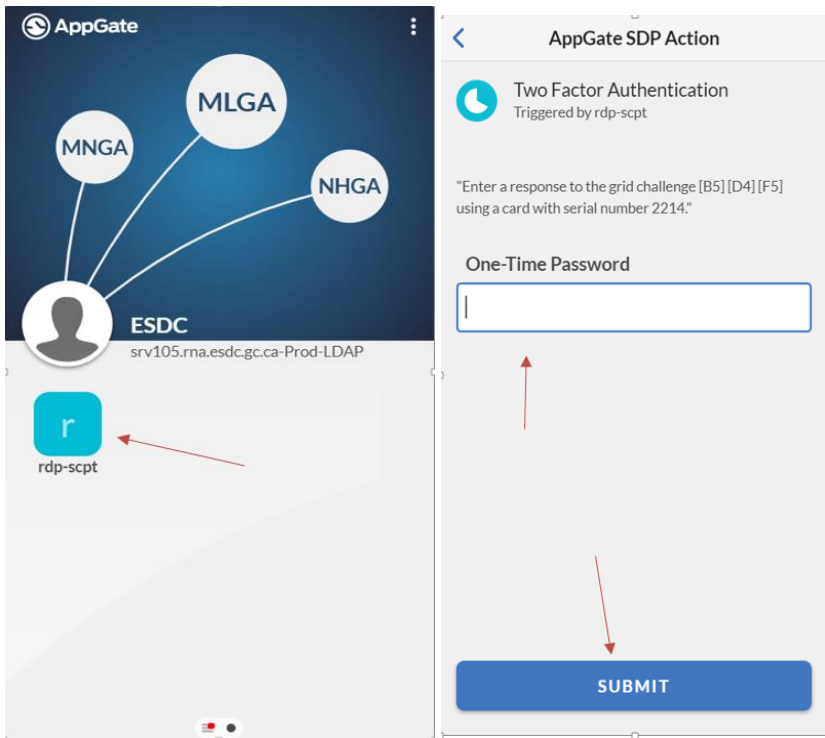 AppGate
MLGA
MNGA
NHGA
ESDC
srv105.rna.esdc.gc.ca-Prod-LDAP
r
rdp-scpt
AppGate SDP Action
Two Factor Authentication
Triggered by rdp-scpt
"Enter a response to the grid challenge [B5] [D4] [F5]
using a card with serial number 2214."
One-Time Password
SUBMIT